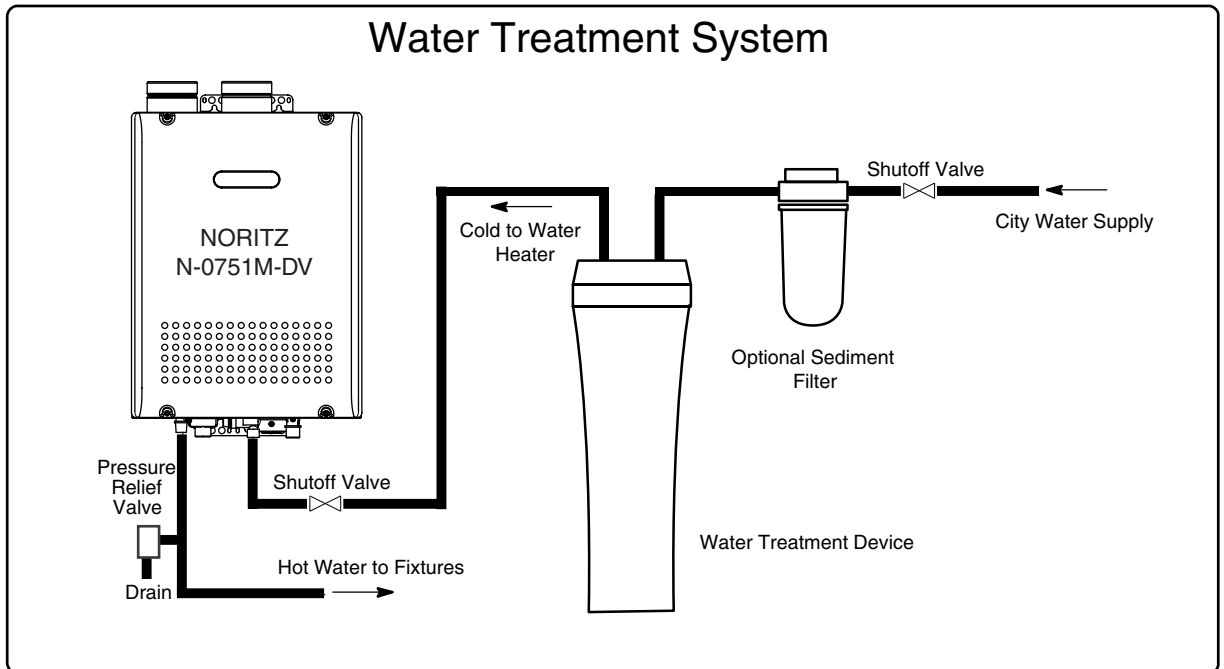 Water Treatment System
Shutoff Valve
City Water Supply
Cold to Water
Heater
NORITZ
N-0751M-DV
Optional Sediment
Filter
Pressure
Relief
Valve
Shutoff Valve
Water Treatment Device
Hot Water to Fixtures
Drain